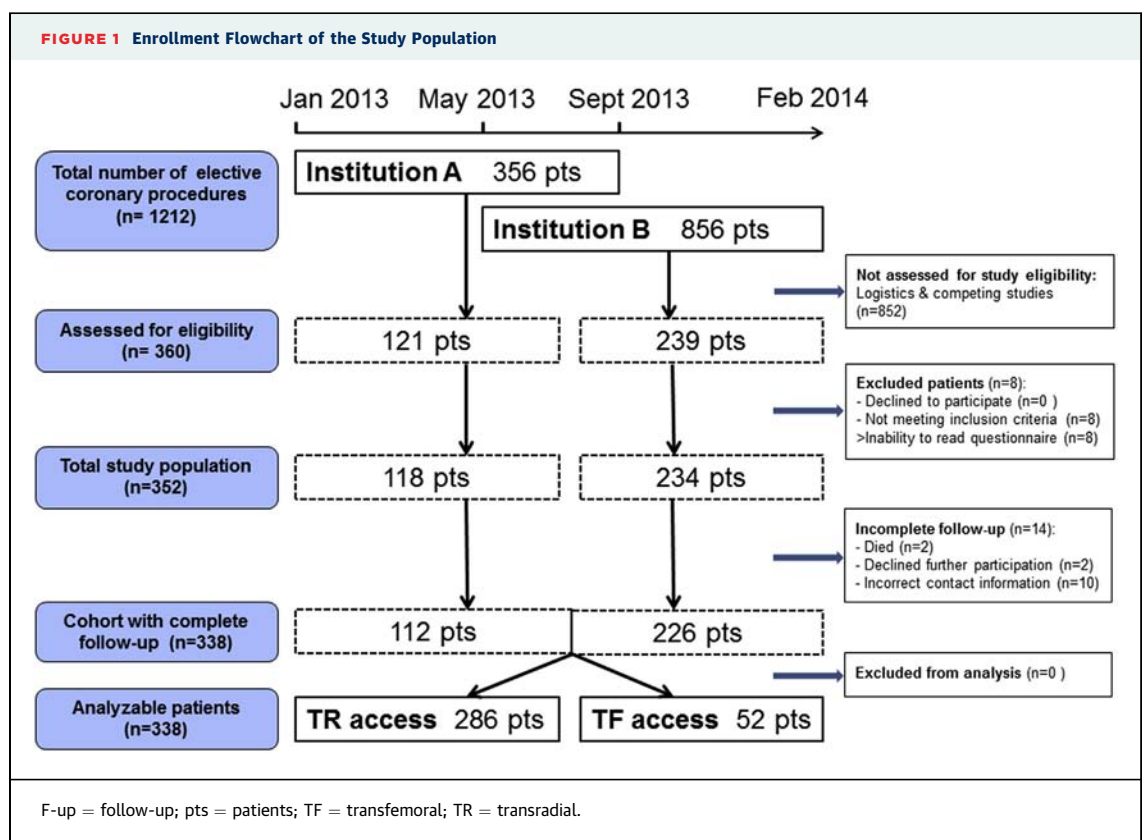 FIGURE 1 Enrollment Flowchart of the Study Population
Jan 2013 May 2013 Sept 2013 Feb 2014
Total number of elective
coronary procedures
(n= 1212)
Institution A 356 pts
Institution B 856 pts
Not assessed for study eligibility:
Logistics & competing studies
(n=852)
Assessed for eligibility
(n= 360)
121 pts
239 pts
Excluded patients (n=8):
- Declined to participate (n=0 )
- Not meeting inclusion criteria (n=8)
>Inability to read questionnaire (n=8)
Total study population
(n=352)
118 pts
234 pts
Incomplete follow-up (n=14):
- Died (n=2)
- Declined further participation (n=2)
- Incorrect contact information (n=10)
Cohort with complete
follow-up (n=338)
112 pts
226 pts
Excluded from analysis (n=0 )
Analyzable patients
(n=338)
TR access 286 pts
TF access 52 pts
F-up = follow-up; pts = patients; TF = transfemoral; TR = transradial.